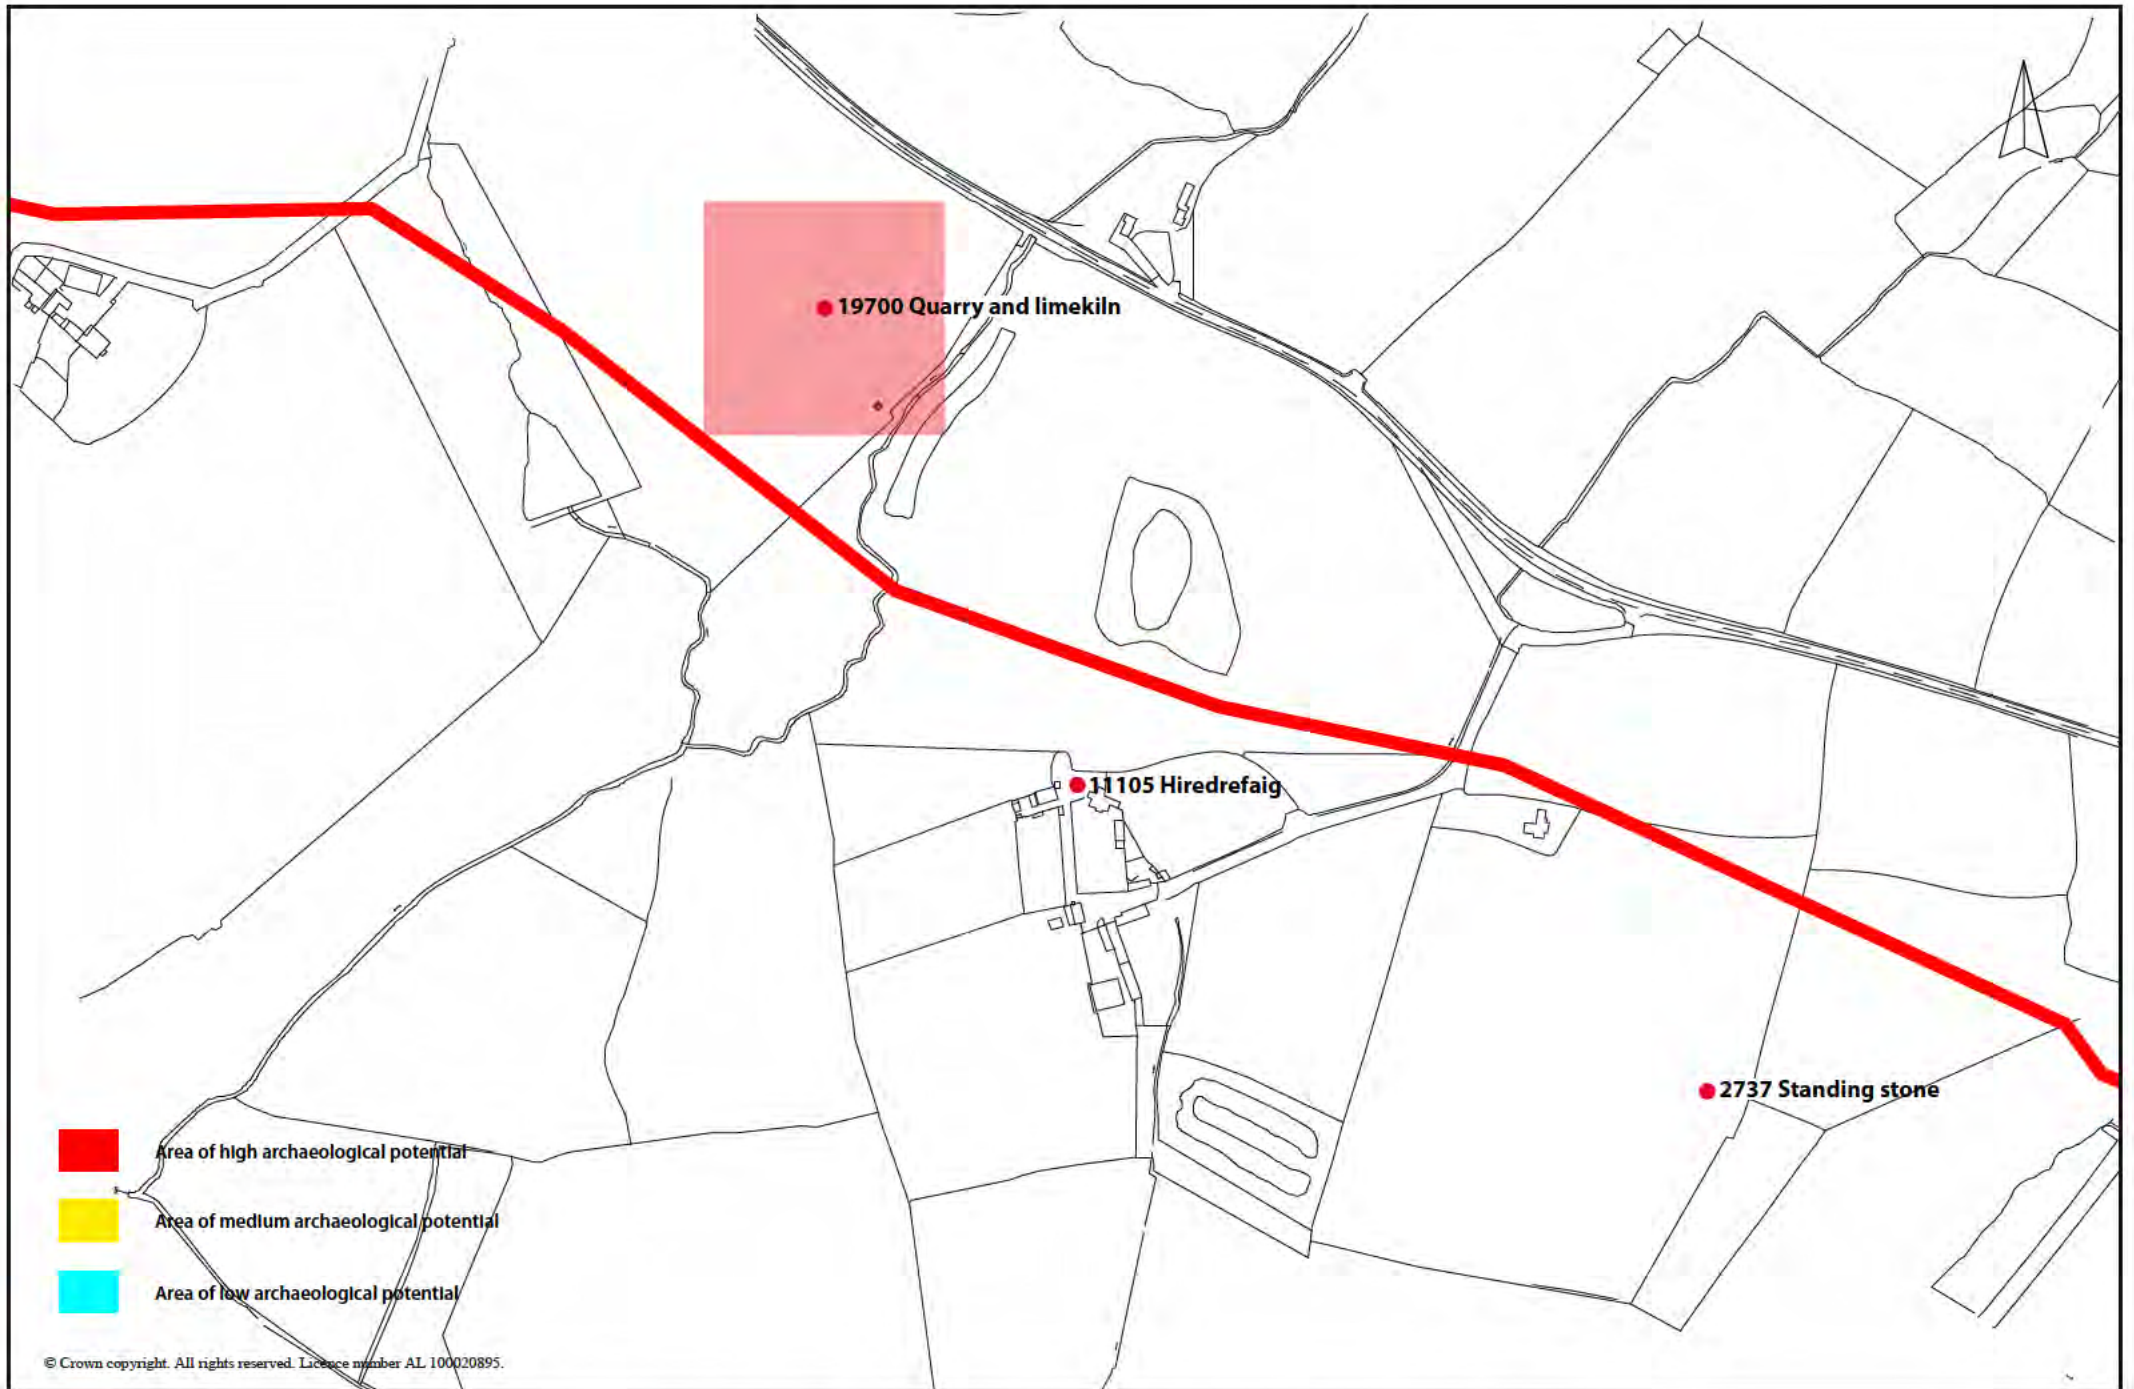 19700 Quarry and limekiln
11105 Hiredrefaig
2737 Standing stone
Area of high archaeological potential
Area of medium archaeological potential
Area of low archaeological potential
© Crown copyright. All rights reserved. Licence number AL 100020895.